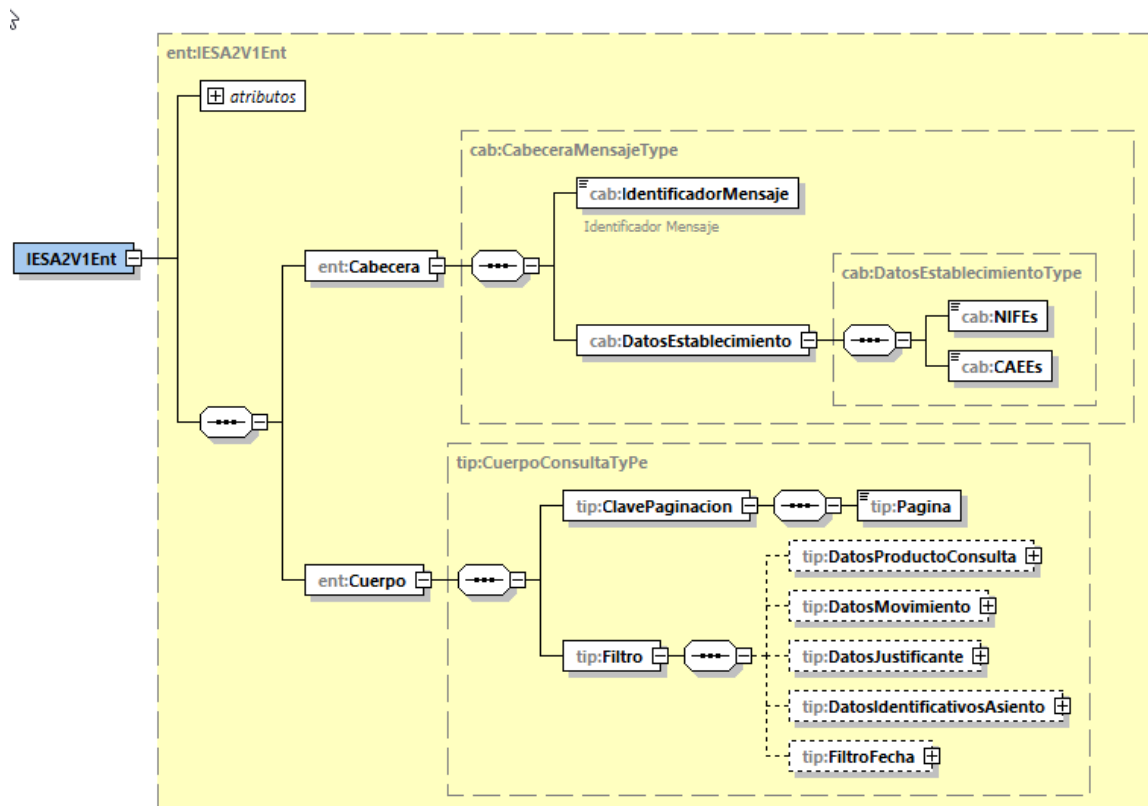 ent:IESA2V1Ent
atributos
cab:CabeceraMensajeType
cab:IdentificadorMensaje
Identificador Mensaje
IESA2V1Ent
ent:Cabecera
cab:DatosEstablecimientoType
cab:NIFEs
cab:DatosEstablecimiento
cab:CAEEs
tip:CuerpoConsultaTyPe
tip:ClavePaginacion
tip:Pagina
tip:DatosProductoConsulta
ent:Cuerpo
tip:DatosMovimiento
tip:Filtro
tip:DatosJustificante
tip:DatosIdentificativosAsiento
tip:FiltroFecha